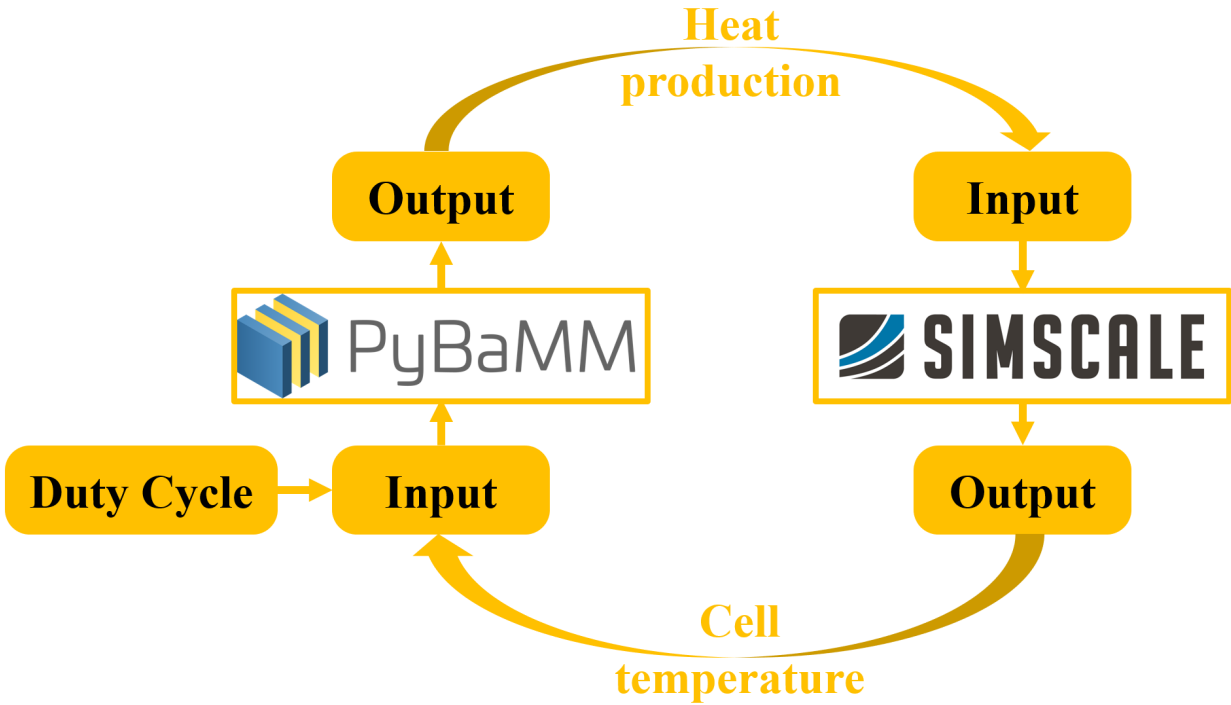 Heat
production
Output
Input
PyBaMM
SIMSCALE
Duty Cycle
Input
Output
Cell
temperature